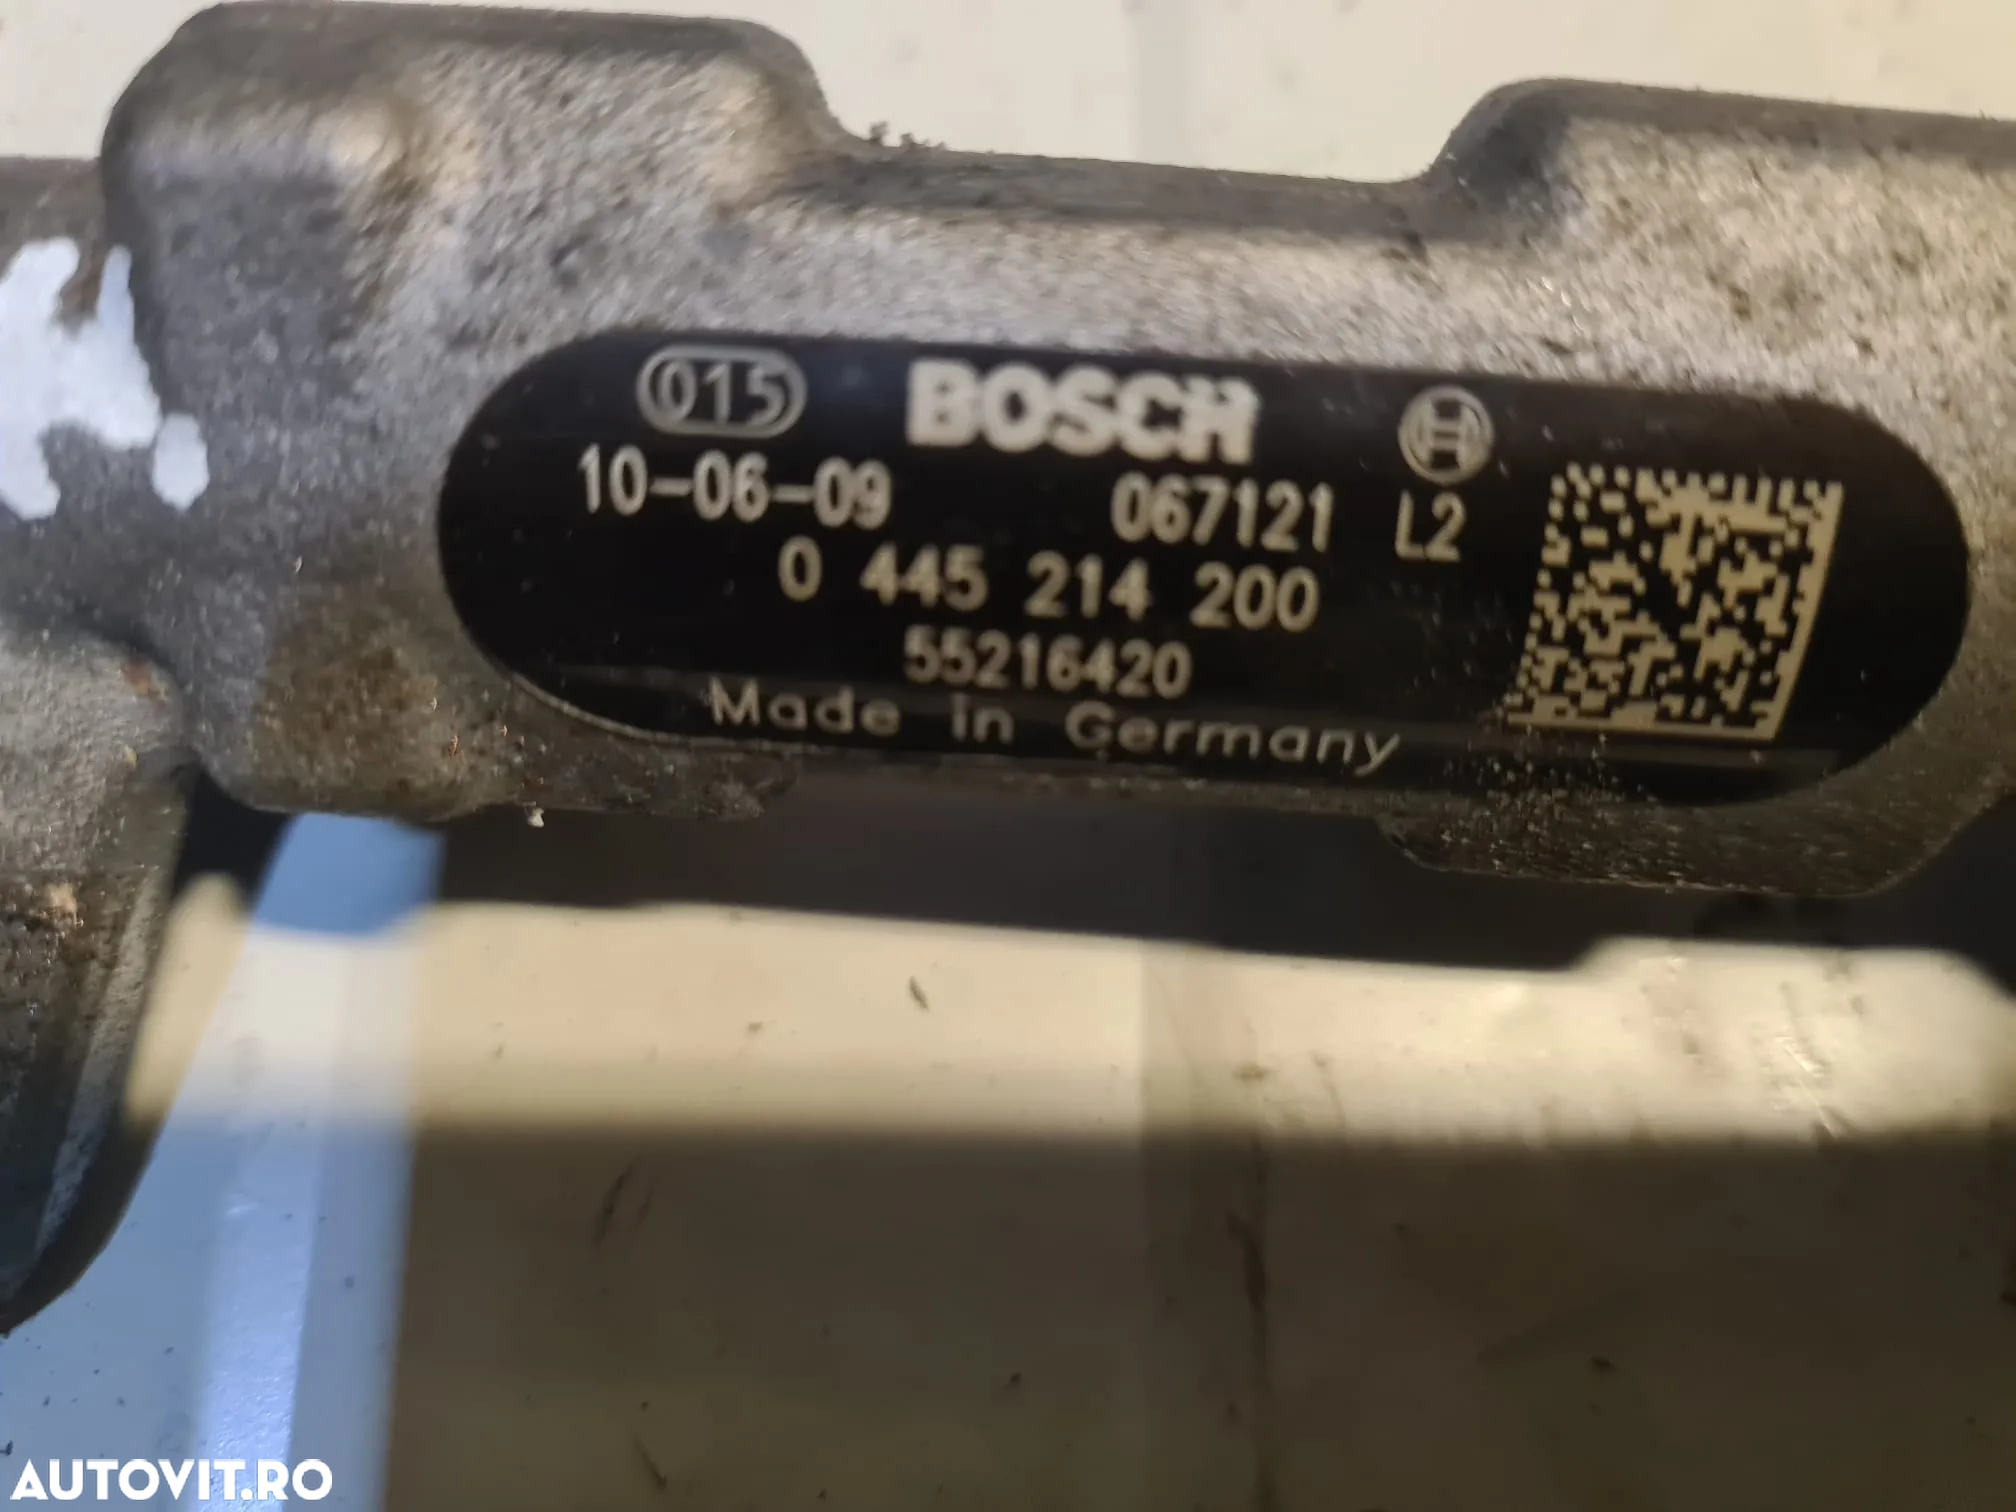 015 BOSCH
10-06-09 067121 L2
0 445 214 200
55216420
Made in Germany
AUTOVIT.RO